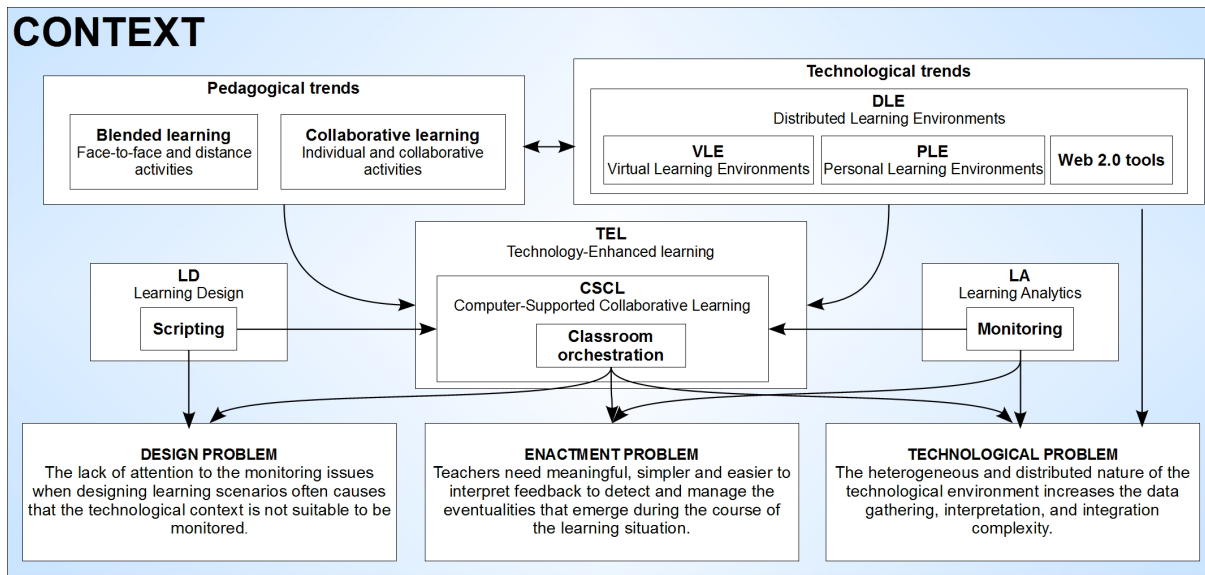 CONTEXT
Pedagogical trends
Blended learning
Face-to-face and distance
activities
Collaborative learning
Individual and collaborative
activities
Technological trends
DLE
Distributed Learning Environments
VLE
Virtual Learning Environments
PLE
Personal Learning Environments
Web 2.0 tools
TEL
Technology-Enhanced learning
CSCL
Computer-Supported Collaborative Learning
Classroom
orchestration
LD
Learning Design
Scripting
LA
Learning Analytics
Monitoring
DESIGN PROBLEM
The lack of attention to the monitoring issues
when designing learning scenarios often causes
that the technological context is not suitable to be
monitored.
ENACTMENT PROBLEM
Teachers need meaningful, simpler and easier to
interpret feedback to detect and manage the
eventualities that emerge during the course of
the learning situation.
TECHNOLOGICAL PROBLEM
The heterogeneous and distributed nature of the
technological environment increases the data
gathering, interpretation, and integration
complexity.